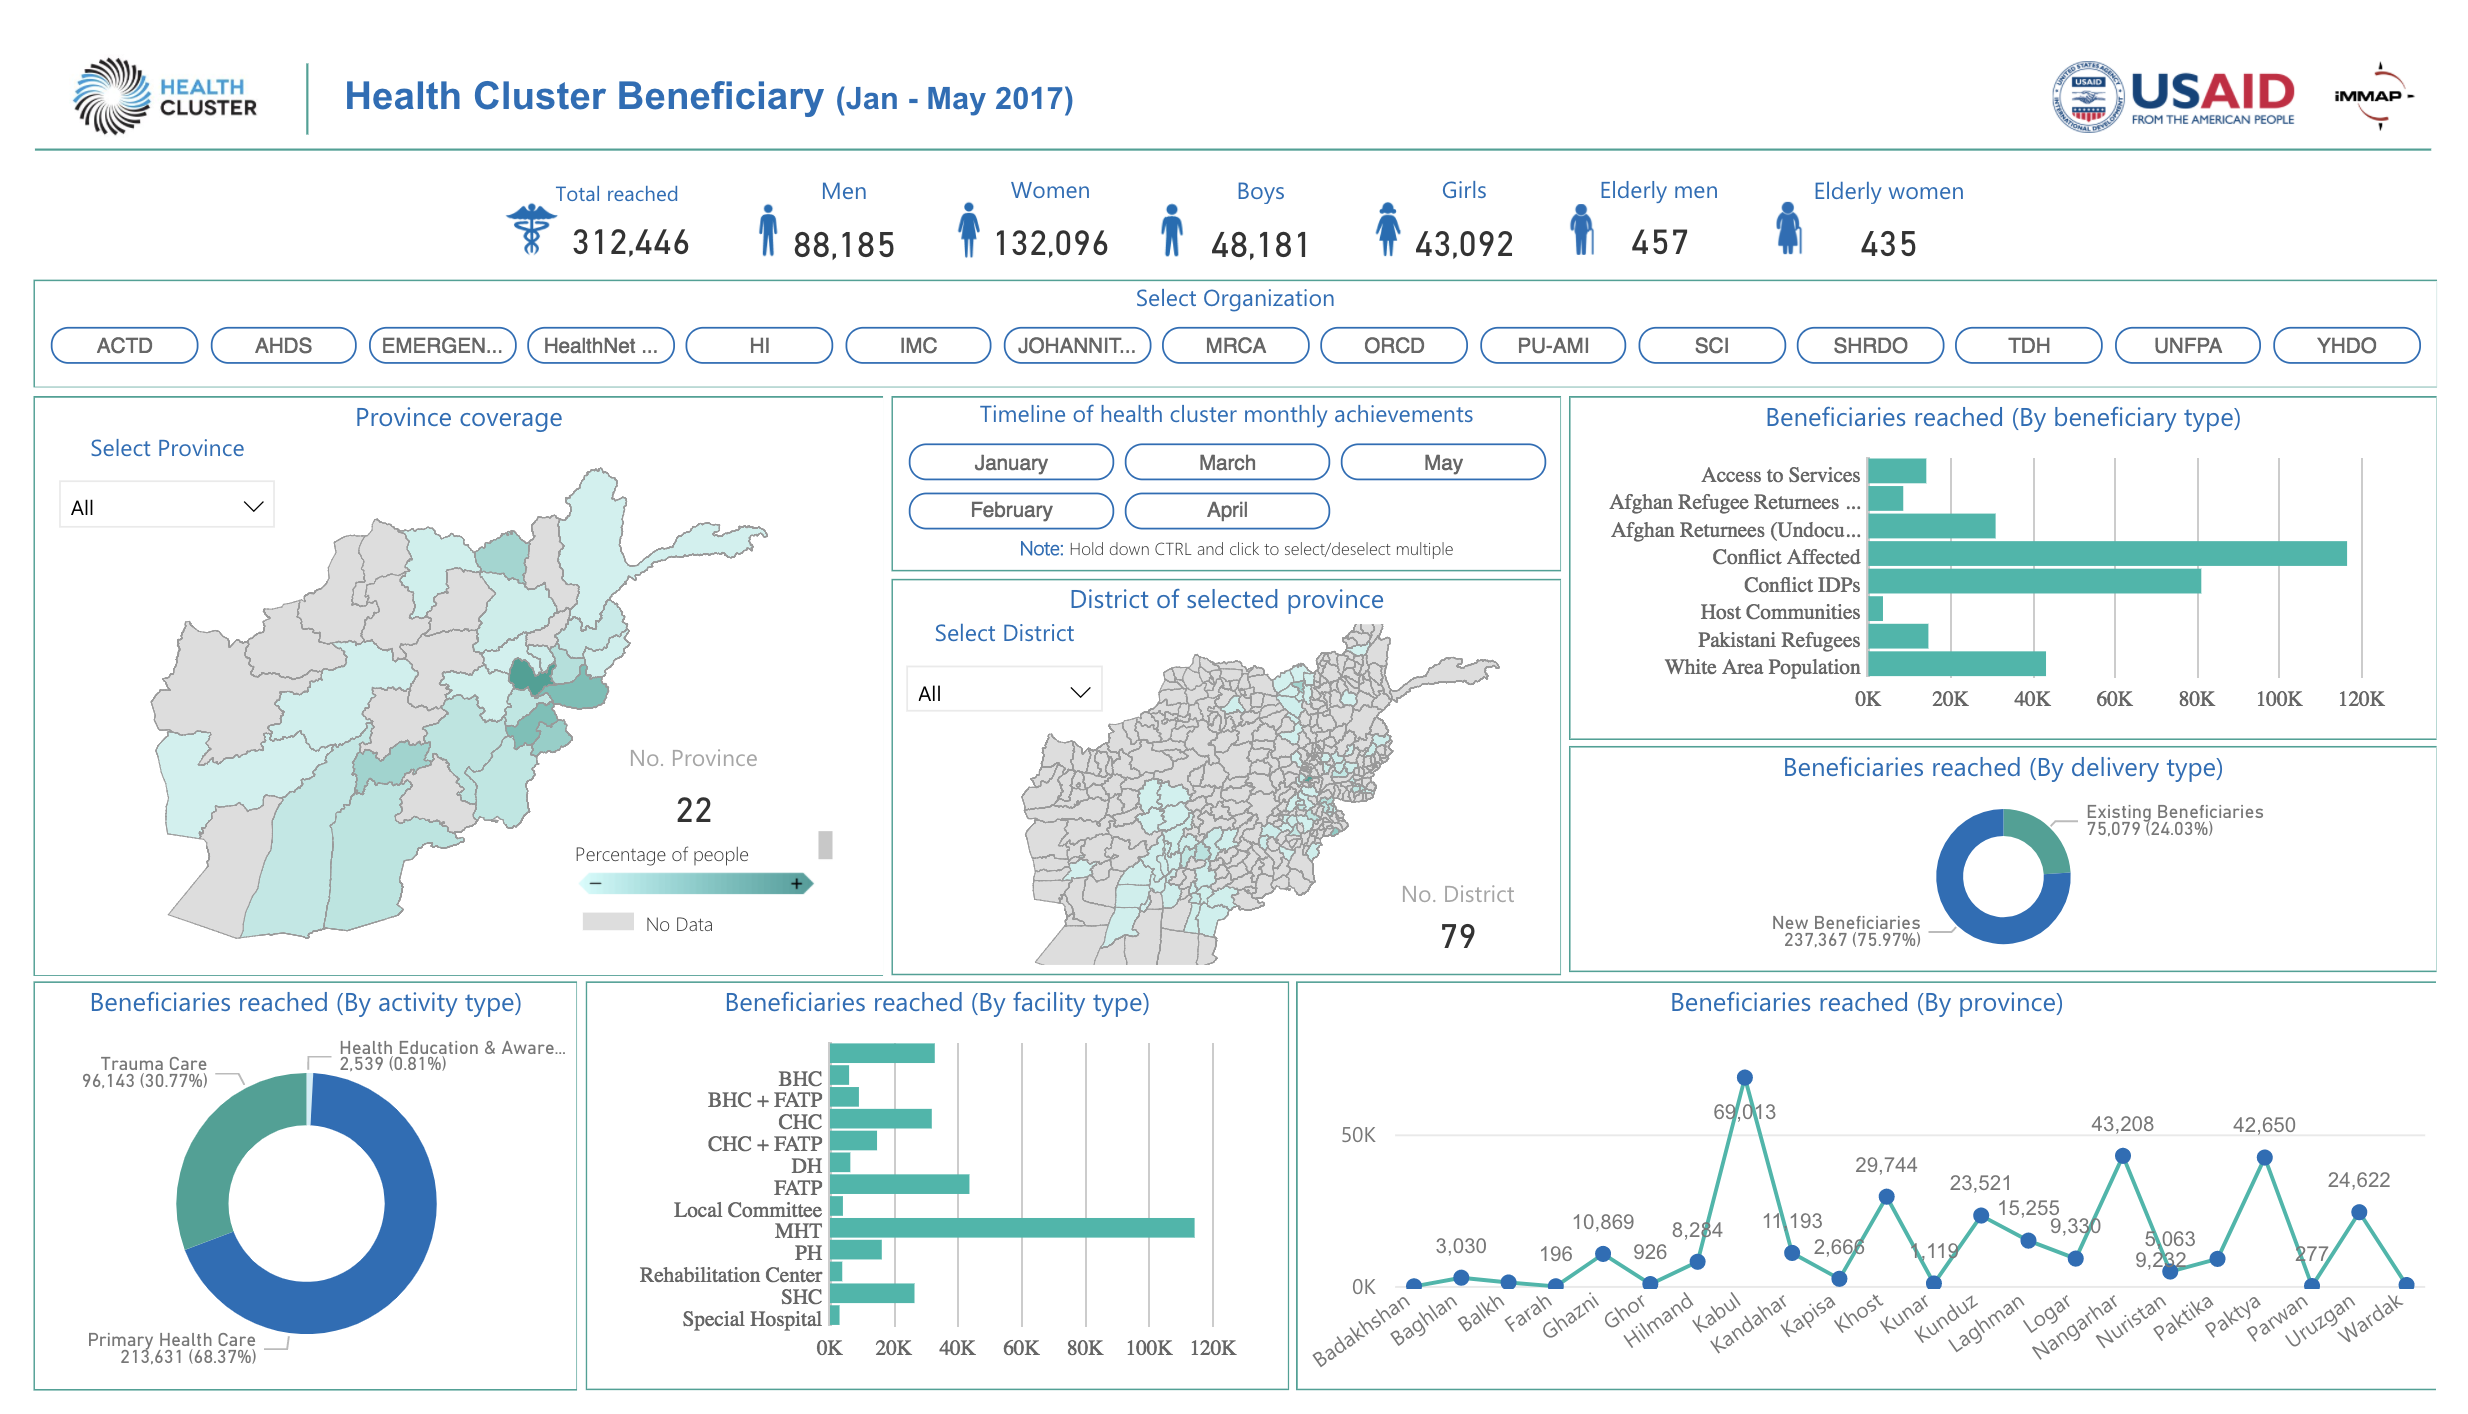 HEALTH
CLUSTER
Health Cluster Beneficiary (Jan - May 2017)
USAID
USAID
FROM THE AMERICAN PEOPLE
iMMAP
Total reached
312,446
Men
88,185
Women
132,096
Boys
48,181
Girls
43,092
Elderly men
457
Elderly women
435
Select Organization
ACTD
AHDS
EMERGEN...
HealthNet ...
HI
IMC
JOHANNIT...
MRCA
ORCD
PU-AMI
SCI
SHRDO
TDH
UNFPA
YHDO
Province coverage
Select Province
All
No. Province
22
Percentage of people
− +
No Data
Timeline of health cluster monthly achievements
January
March
May
February
April
Note: Hold down CTRL and click to select/deselect multiple
District of selected province
Select District
All
No. District
79
Beneficiaries reached (By beneficiary type)
Access to Services
Afghan Refugee Returnees ...
Afghan Returnees (Undocu...
Conflict Affected
Conflict IDPs
Host Communities
Pakistani Refugees
White Area Population
0K 20K 40K 60K 80K 100K 120K
Beneficiaries reached (By delivery type)
Existing Beneficiaries
75,079 (24.03%)
New Beneficiaries
237,367 (75.97%)
Beneficiaries reached (By activity type)
Health Education & Aware...
2,539 (0.81%)
Trauma Care
96,143 (30.77%)
Primary Health Care
213,631 (68.37%)
Beneficiaries reached (By facility type)
BHC
BHC + FATP
CHC
CHC + FATP
DH
FATP
Local Committee
MHT
PH
Rehabilitation Center
SHC
Special Hospital
0K 20K 40K 60K 80K 100K 120K
Beneficiaries reached (By province)
50K
0K
3,030
196
10,869
926
8,284
69,013
11,193
2,666
29,744
1,119
23,521
15,255
9,330
43,208
5,063
9,232
42,650
277
24,622
Badakhshan
Baghlan
Balkh
Farah
Ghazni
Ghor
Hilmand
Kabul
Kandahar
Kapisa
Khost
Kunar
Kunduz
Laghman
Logar
Nangarhar
Nuristan
Paktika
Paktya
Parwan
Uruzgan
Wardak